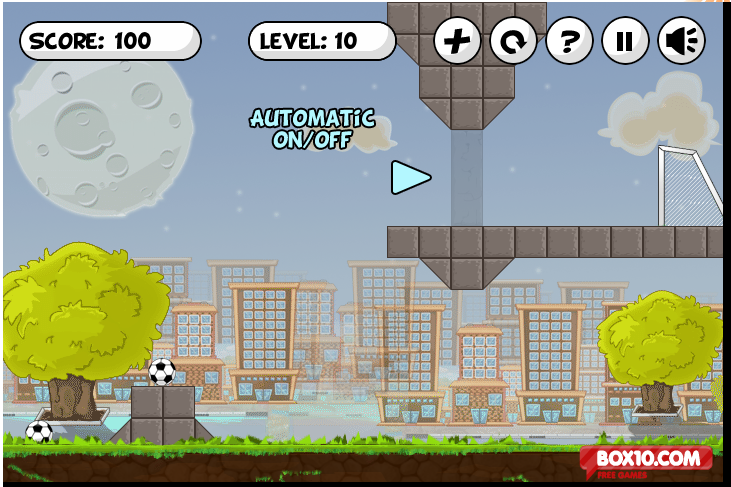 SCORE: 100
LEVEL: 10
?
AUTOMATIC
ON/OFF
BOX10.COM
FREE GAMES